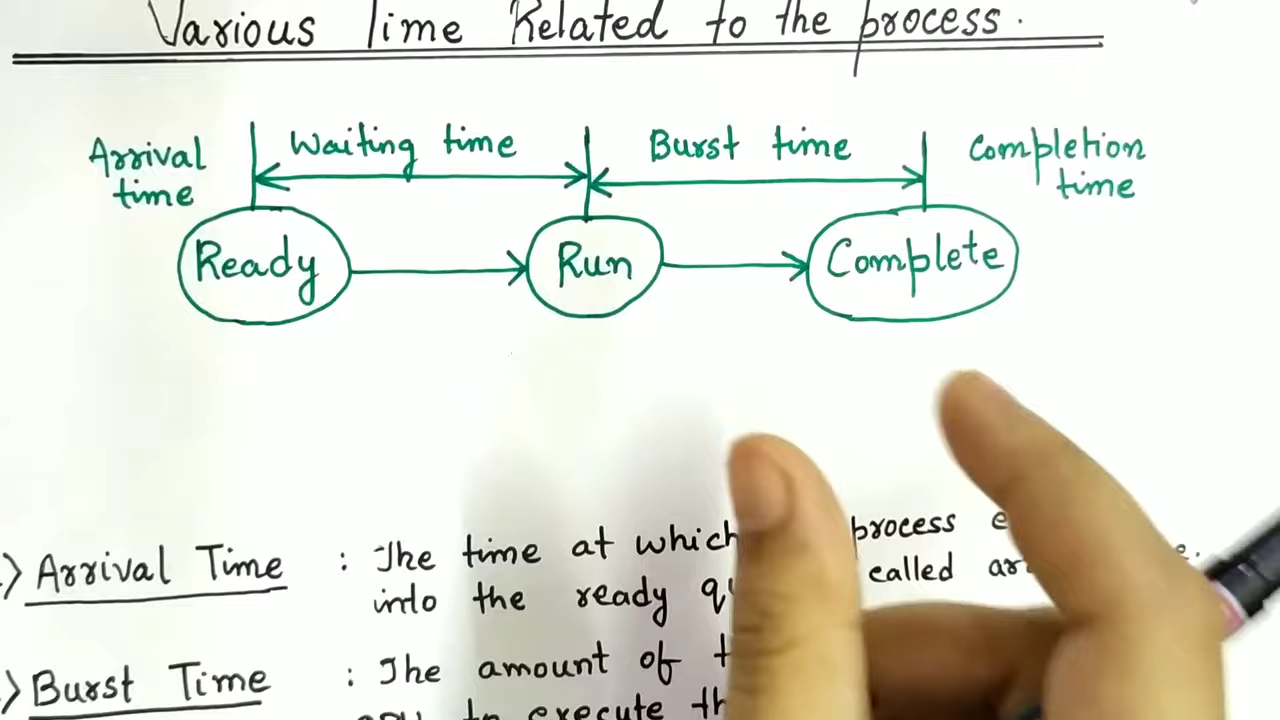 Various Time Related to the process.
Arrival time
Waiting time
Burst time
Completion time
Ready
Run
Complete
Arrival Time : The time at which process
into the ready called
Burst Time : The amount of
to execute